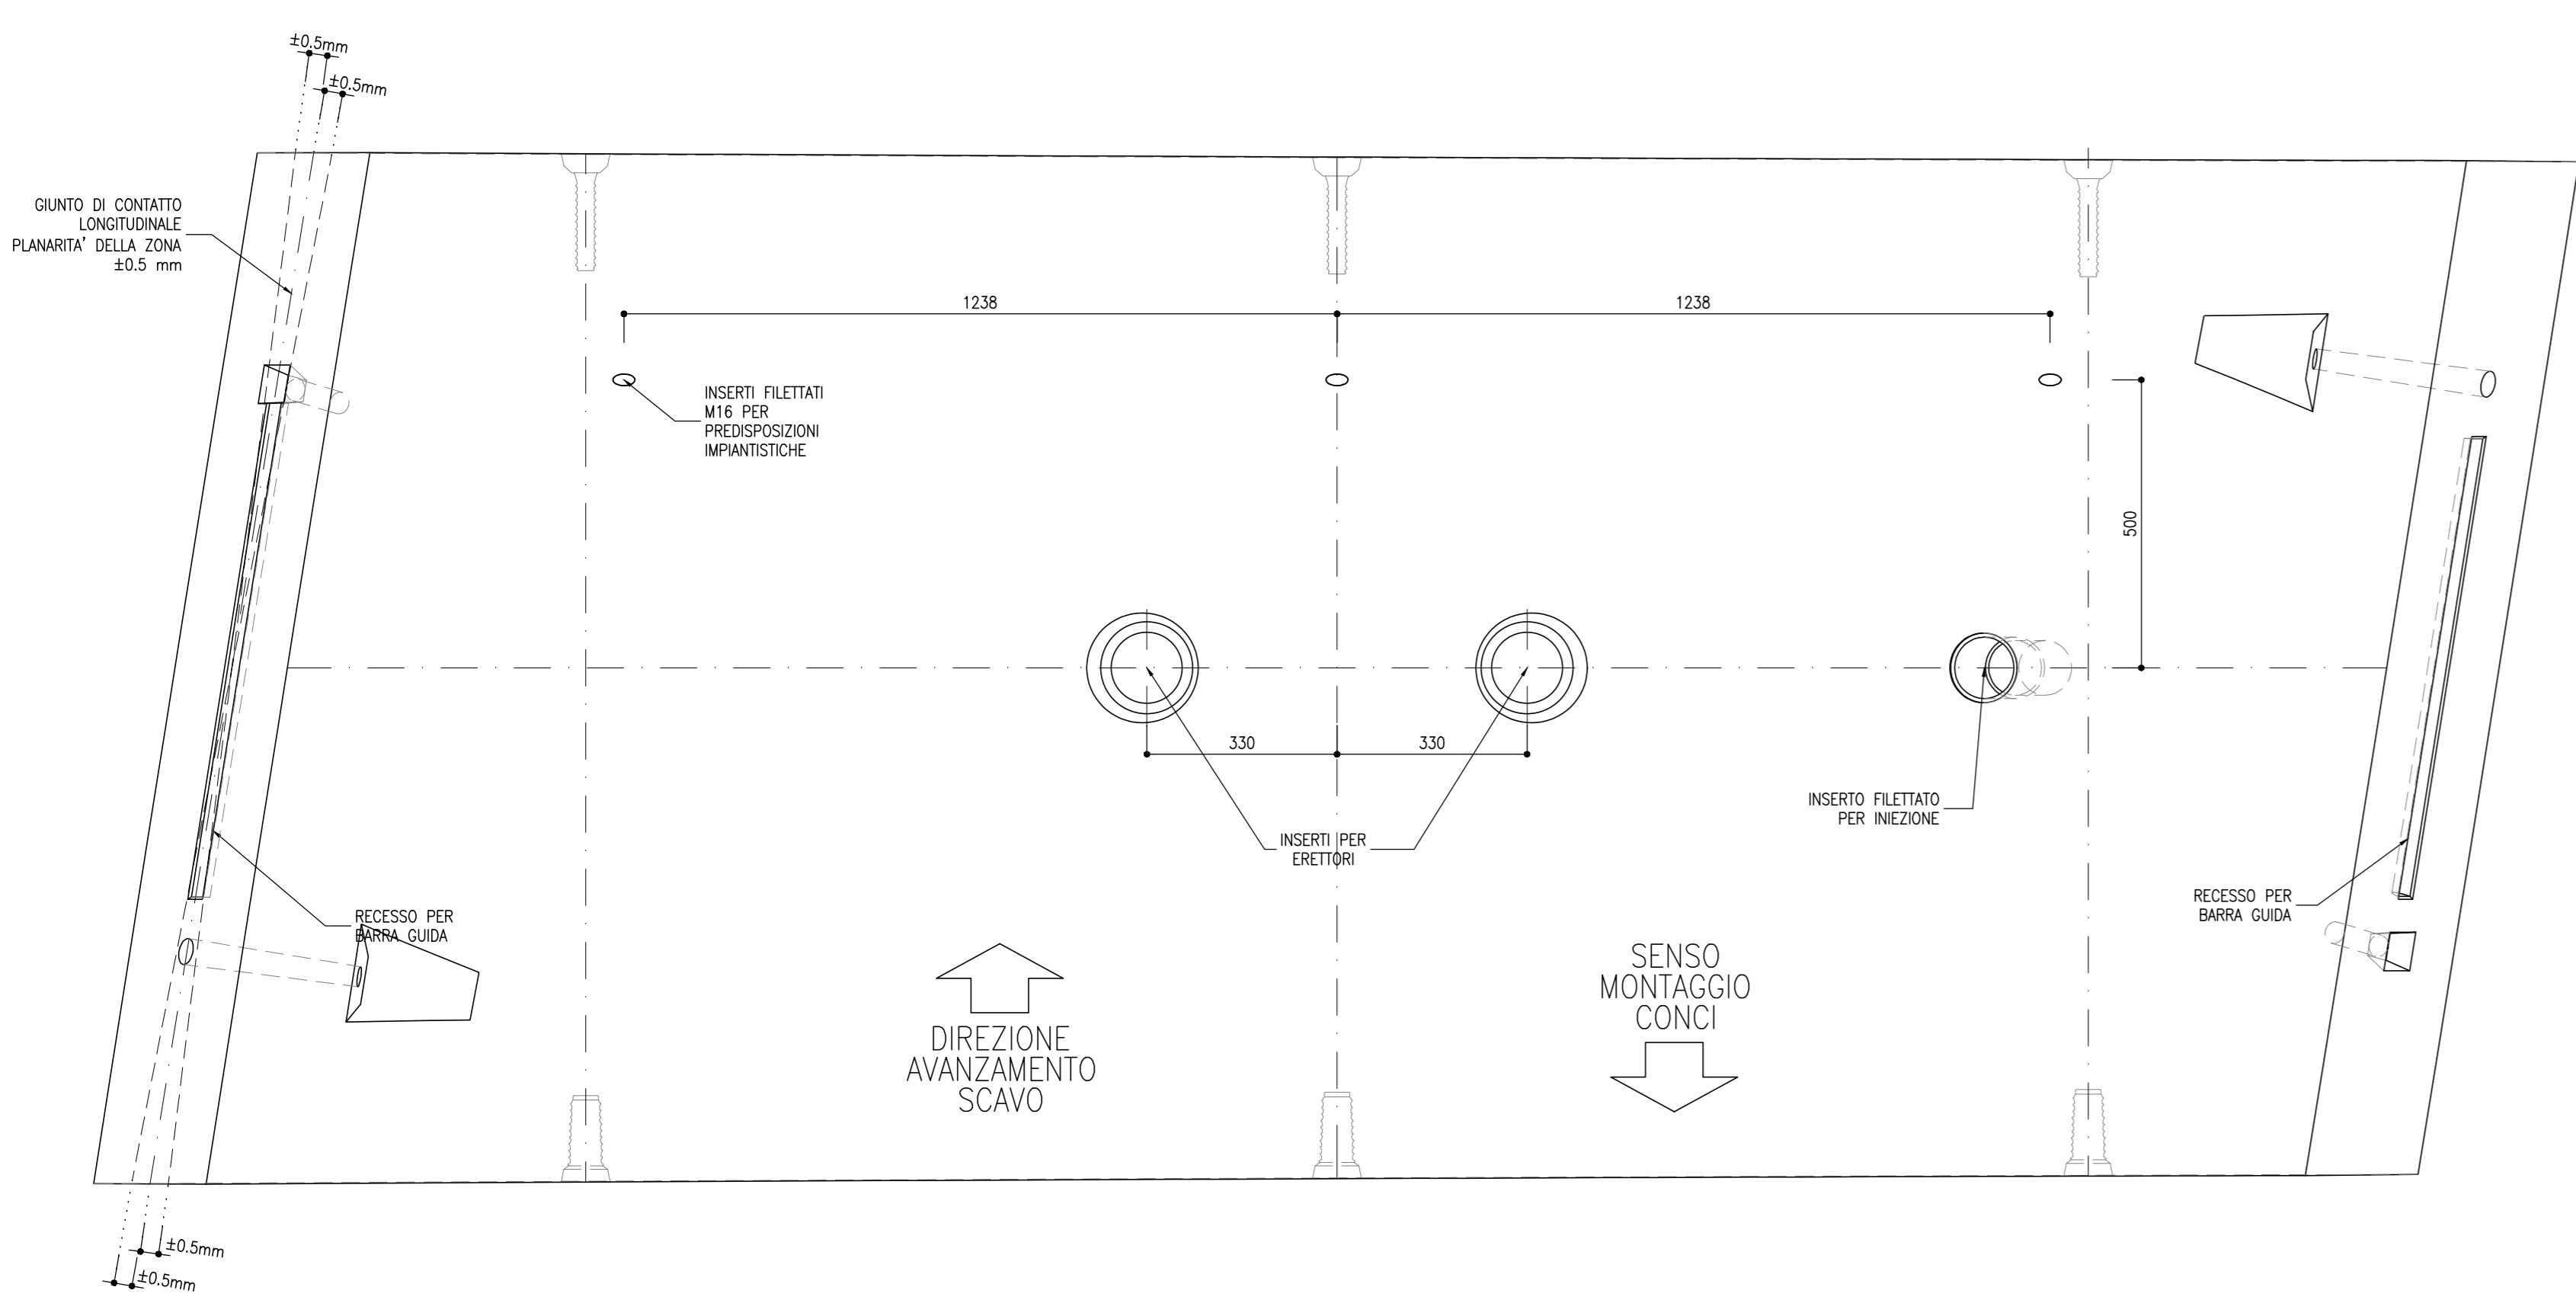 ±0.5mm
±0.5mm
GIUNTO DI CONTATTO
LONGITUDINALE
PLANARITA' DELLA ZONA
±0.5 mm
1238
1238
INSERTI FILETTATI
M16 PER
PREDISPOSIZIONI
IMPIANTISTICHE
500
330
330
INSERTO FILETTATO
PER INIEZIONE
INSERTI PER
ERETTORI
RECESSO PER
BARRA GUIDA
RECESSO PER
BARRA GUIDA
DIREZIONE
AVANZAMENTO
SCAVO
SENSO
MONTAGGIO
CONCI
±0.5mm
±0.5mm